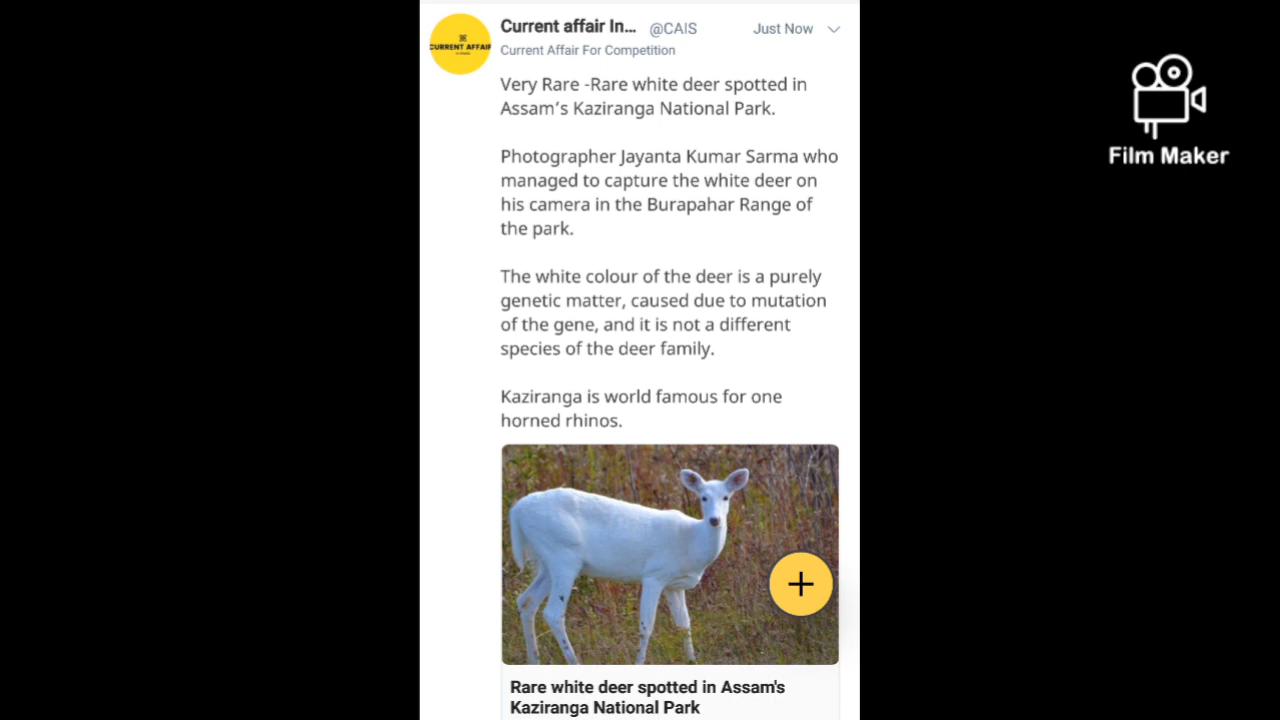 Current affair In... @CAIS Just Now
CURRENT AFFAIR
Current Affair For Competition
Very Rare -Rare white deer spotted in
Assam's Kaziranga National Park.
Photographer Jayanta Kumar Sarma who
managed to capture the white deer on
his camera in the Burapahar Range of
the park.
The white colour of the deer is a purely
genetic matter, caused due to mutation
of the gene, and it is not a different
species of the deer family.
Kaziranga is world famous for one
horned rhinos.
Rare white deer spotted in Assam's
Kaziranga National Park
Film Maker